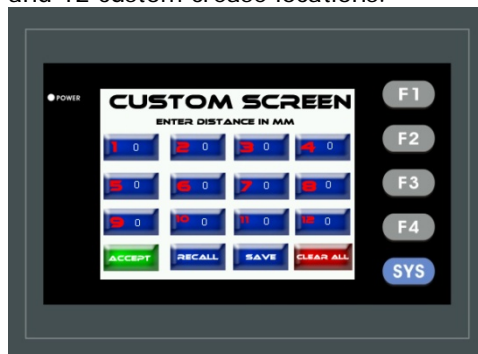 and 12 custom crease locations.
POWER
CUSTOM SCREEN
ENTER DISTANCE IN MM
1 0 2 0 3 0 4 0
5 0 6 0 7 0 8 0
9 0 10 0 11 0 12 0
ACCEPT RECALL SAVE CLEAR ALL
F1
F2
F3
F4
SYS